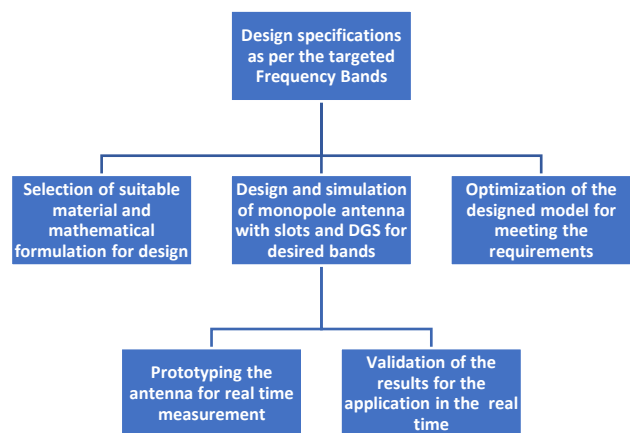 Design specifications
as per the targeted
Frequency Bands
Selection of suitable
material and
mathematical
formulation for design
Design and simulation
of monopole antenna
with slots and DGS for
desired bands
Optimization of the
designed model for
meeting the
requirements
Prototyping the
antenna for real time
measurement
Validation of the
results for the
application in the real
time